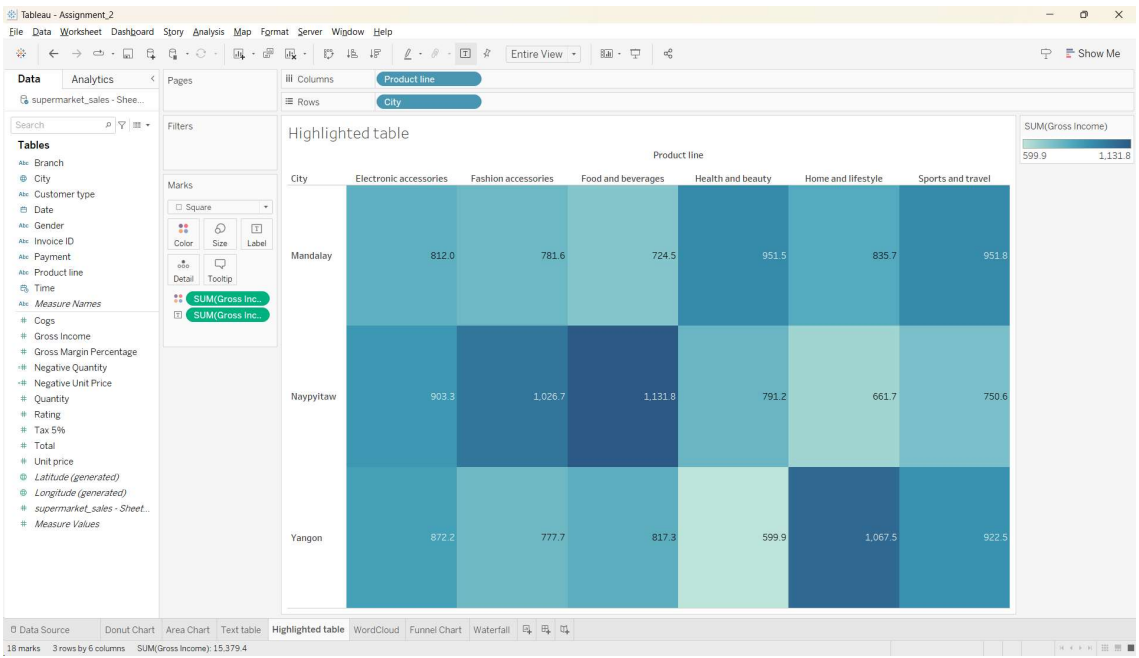 Tableau - Assignment_2
File Data Worksheet Dashboard Story Analysis Map Format Server Window Help
Entire View
Show Me
Data Analytics
supermarket_sales - Shee...
Search
Tables
Abc Branch
City
Abc Customer type
Date
Abc Gender
Abc Invoice ID
Abc Payment
Abc Product line
Time
Abc Measure Names
# Cogs
# Gross Income
# Gross Margin Percentage
=# Negative Quantity
=# Negative Unit Price
# Quantity
# Rating
# Tax 5%
# Total
# Unit price
Latitude (generated)
Longitude (generated)
# supermarket_sales - Sheet...
# Measure Values
Pages
Filters
Marks
Square
Color Size Label
Detail Tooltip
SUM(Gross Inc..
SUM(Gross Inc..
Columns Product line
Rows City
Highlighted table
Product line
City Electronic accessories Fashion accessories Food and beverages Health and beauty Home and lifestyle Sports and travel
Mandalay 812.0 781.6 724.5 951.5 835.7 951.8
Naypyitaw 903.3 1,026.7 1,131.8 791.2 661.7 750.6
Yangon 872.2 777.7 817.3 599.9 1,067.5 922.5
SUM(Gross Income)
599.9 1,131.8
Data Source Donut Chart Area Chart Text table Highlighted table WordCloud Funnel Chart Waterfall
18 marks 3 rows by 6 columns SUM(Gross Income): 15,379.4